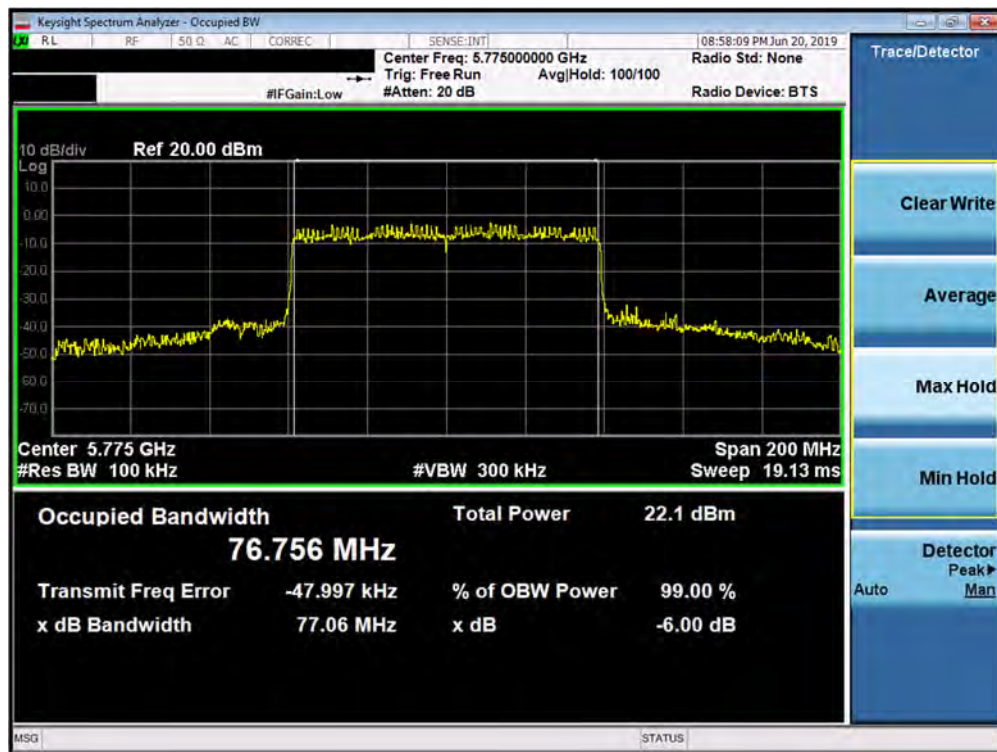 Keysight Spectrum Analyzer - Occupied BW
RL RF 50 Ω AC CORREC SENSE:INT 08:58:09 PM Jun 20, 2019
Center Freq: 5.775000000 GHz Radio Std: None
Trig: Free Run Avg|Hold: 100/100
#IFGain:Low #Atten: 20 dB Radio Device: BTS
10 dB/div Ref 20.00 dBm
Log
10.0
0.00
-10.0
-20.0
-30.0
-40.0
-50.0
-60.0
-70.0
Center 5.775 GHz Span 200 MHz
#Res BW 100 kHz #VBW 300 kHz Sweep 19.13 ms
Occupied Bandwidth Total Power 22.1 dBm
76.756 MHz
Transmit Freq Error -47.997 kHz % of OBW Power 99.00 %
x dB Bandwidth 77.06 MHz x dB -6.00 dB
MSG STATUS
Trace/Detector
Clear Write
Average
Max Hold
Min Hold
Detector
Peak
Auto Man